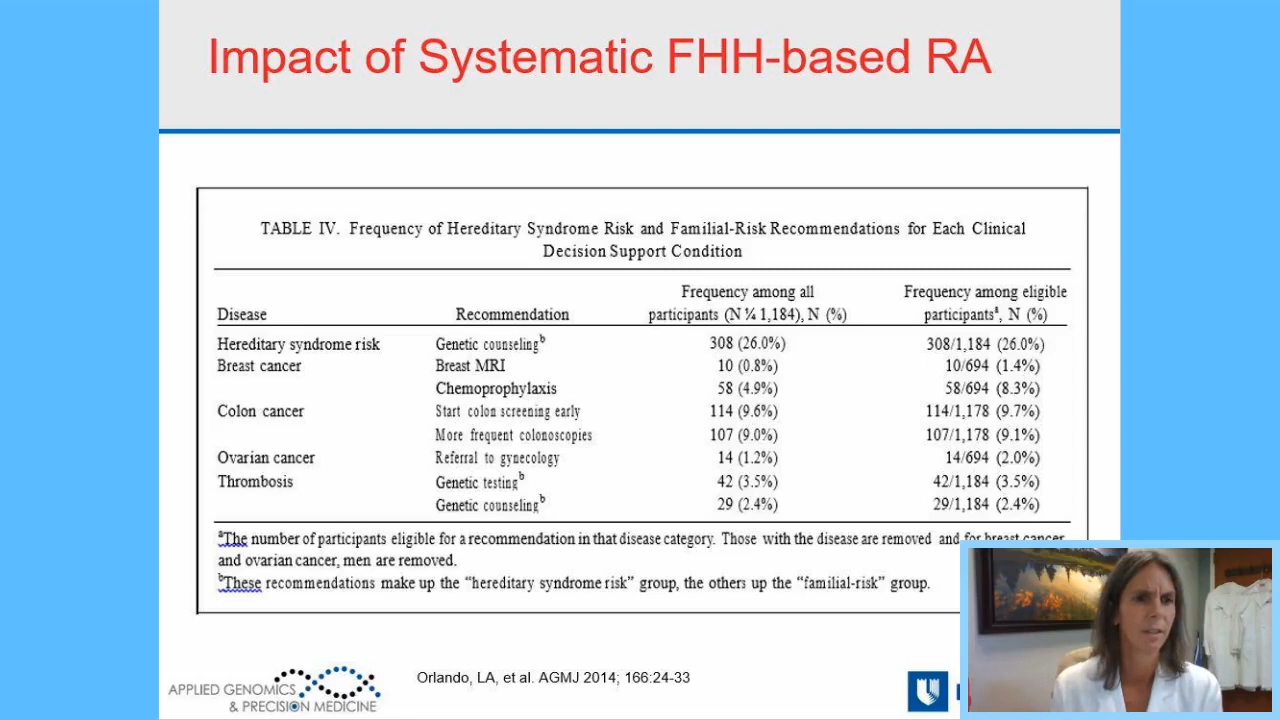 Impact of Systematic FHH-based RA
TABLE IV. Frequency of Hereditary Syndrome Risk and Familial-Risk Recommendations for Each Clinical
Decision Support Condition
Disease Recommendation Frequency among all participants (N ¼ 1,184), N (%) Frequency among eligible participantsᵃ, N (%)
Hereditary syndrome risk Genetic counselingᵇ 308 (26.0%) 308/1,184 (26.0%)
Breast cancer Breast MRI 10 (0.8%) 10/694 (1.4%)
Chemoprophylaxis 58 (4.9%) 58/694 (8.3%)
Colon cancer Start colon screening early 114 (9.6%) 114/1,178 (9.7%)
More frequent colonoscopies 107 (9.0%) 107/1,178 (9.1%)
Ovarian cancer Referral to gynecology 14 (1.2%) 14/694 (2.0%)
Thrombosis Genetic testingᵇ 42 (3.5%) 42/1,184 (3.5%)
Genetic counselingᵇ 29 (2.4%) 29/1,184 (2.4%)
ᵃThe number of participants eligible for a recommendation in that disease category. Those with the disease are removed and for breast cancer
and ovarian cancer, men are removed.
ᵇThese recommendations make up the “hereditary syndrome risk” group, the others up the “familial-risk” group.
APPLIED GENOMICS
& PRECISION MEDICINE
Orlando, LA, et al. AGMJ 2014; 166:24-33